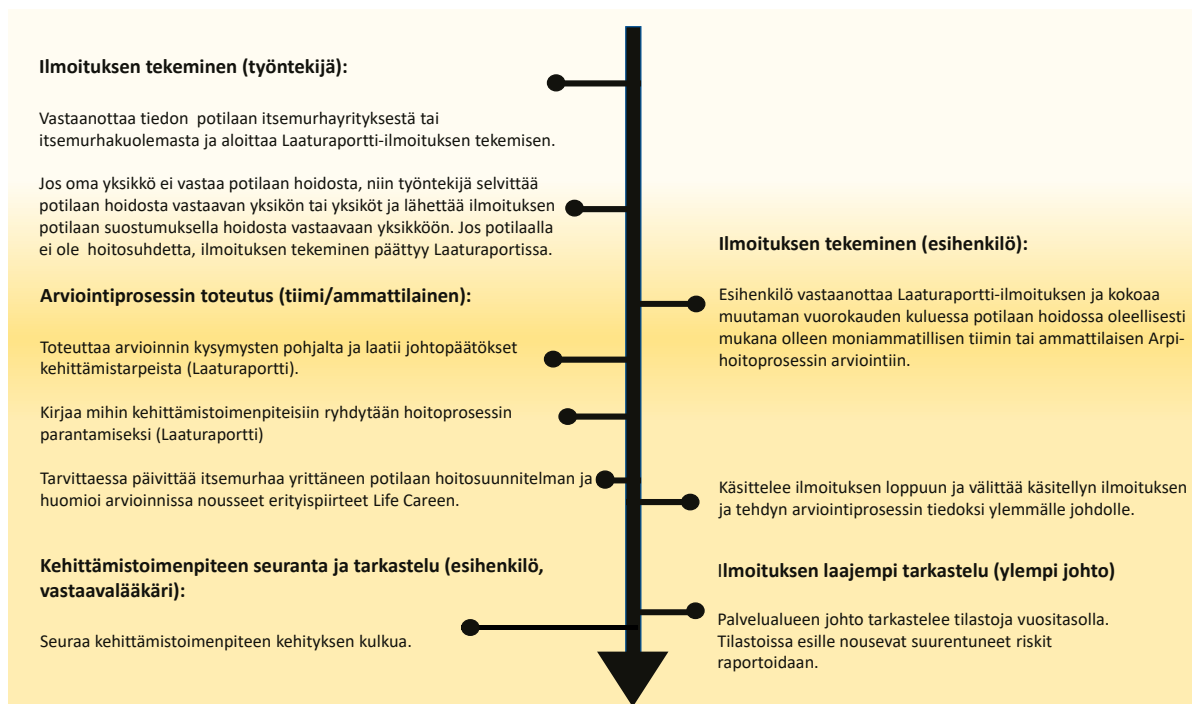 Ilmoituksen tekeminen (työntekijä):
Vastaanottaa tiedon potilaan itsemurhayrityksestä tai
itsemurhakuolemasta ja aloittaa Laaturaportti-ilmoituksen tekemisen.
Jos oma yksikkö ei vastaa potilaan hoidosta, niin työntekijä selvittää
potilaan hoidosta vastaavan yksikön tai yksiköt ja lähettää ilmoituksen
potilaan suostumuksella hoidosta vastaavaan yksikköön. Jos potilaalla
ei ole hoitosuhdetta, ilmoituksen tekeminen päättyy Laaturaportissa.
Ilmoituksen tekeminen (esihenkilö):
Esihenkilö vastaanottaa Laaturaportti-ilmoituksen ja kokoaa
muutaman vuorokauden kuluessa potilaan hoidossa oleellisesti
mukana olleen moniammatillisen tiimin tai ammattilaisen Arpi-
hoitoprosessin arviointiin.
Arviointiprosessin toteutus (tiimi/ammattilainen):
Toteuttaa arvioinnin kysymysten pohjalta ja laatii johtopäätökset
kehittämistarpeista (Laaturaportti).
Kirjaa mihin kehittämistoimenpiteisiin ryhdytään hoitoprosessin
parantamiseksi (Laaturaportti)
Tarvittaessa päivittää itsemurhaa yrittäneen potilaan hoitosuunnitelman ja
huomioi arvioinnissa nousseet erityispiirteet Life Careen.
Käsittelee ilmoituksen loppuun ja välittää käsitellyn ilmoituksen
ja tehdyn arviointiprosessin tiedoksi ylemmälle johdolle.
Kehittämistoimenpiteen seuranta ja tarkastelu (esihenkilö,
vastaavalääkäri):
Seuraa kehittämistoimenpiteen kehityksen kulkua.
Ilmoituksen laajempi tarkastelu (ylempi johto)
Palvelualueen johto tarkastelee tilastoja vuositasolla.
Tilastoissa esille nousevat suurentuneet riskit
raportoidaan.